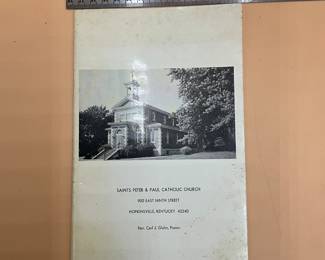 SAINTS PETER & PAUL CATHOLIC CHURCH
902 EAST NINTH STREET
HOPKINSVILLE, KENTUCKY 42240
Rev. Carl J. Glahn, Pastor